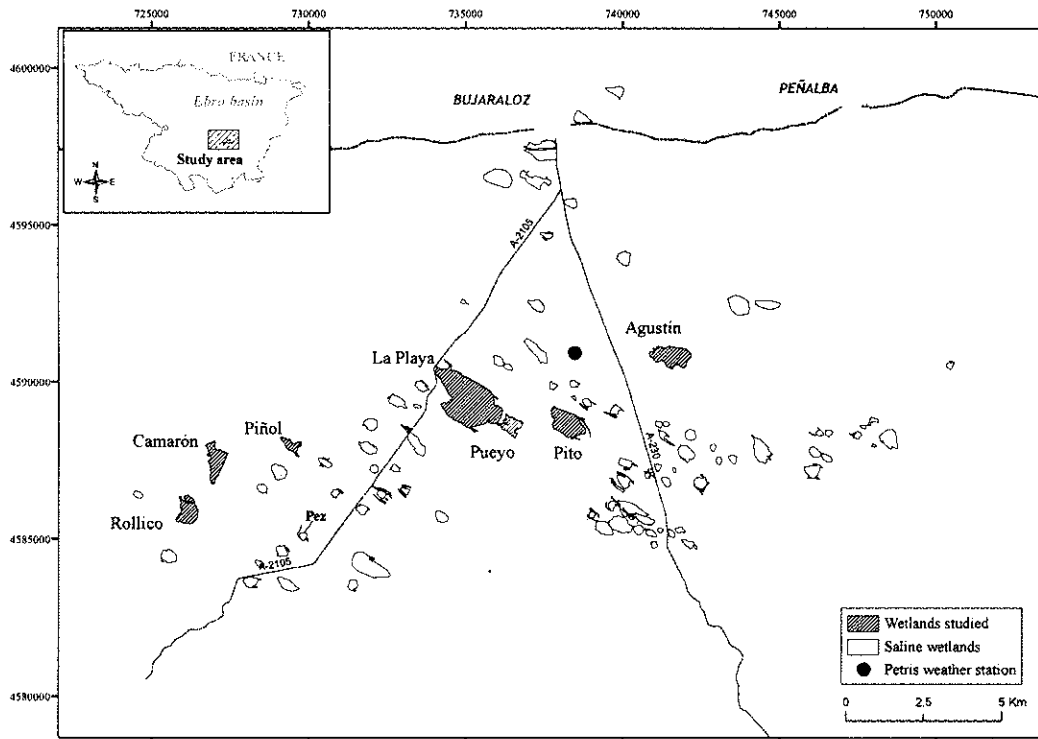 725000 730000 735000 740000 745000 750000
4600000
4595000
4590000
4585000
4580000
FRANCE
Ebro basin
Study area
N
W E
S
BUJARALOZ
PEÑALBA
A-2105
Agustín
La Playa
Camarón
Piñol
Pueyo
Pito
A-230
Rollico
Pez
A-2105
Wetlands studied
Saline wetlands
Petris weather station
0 2.5 5 Km